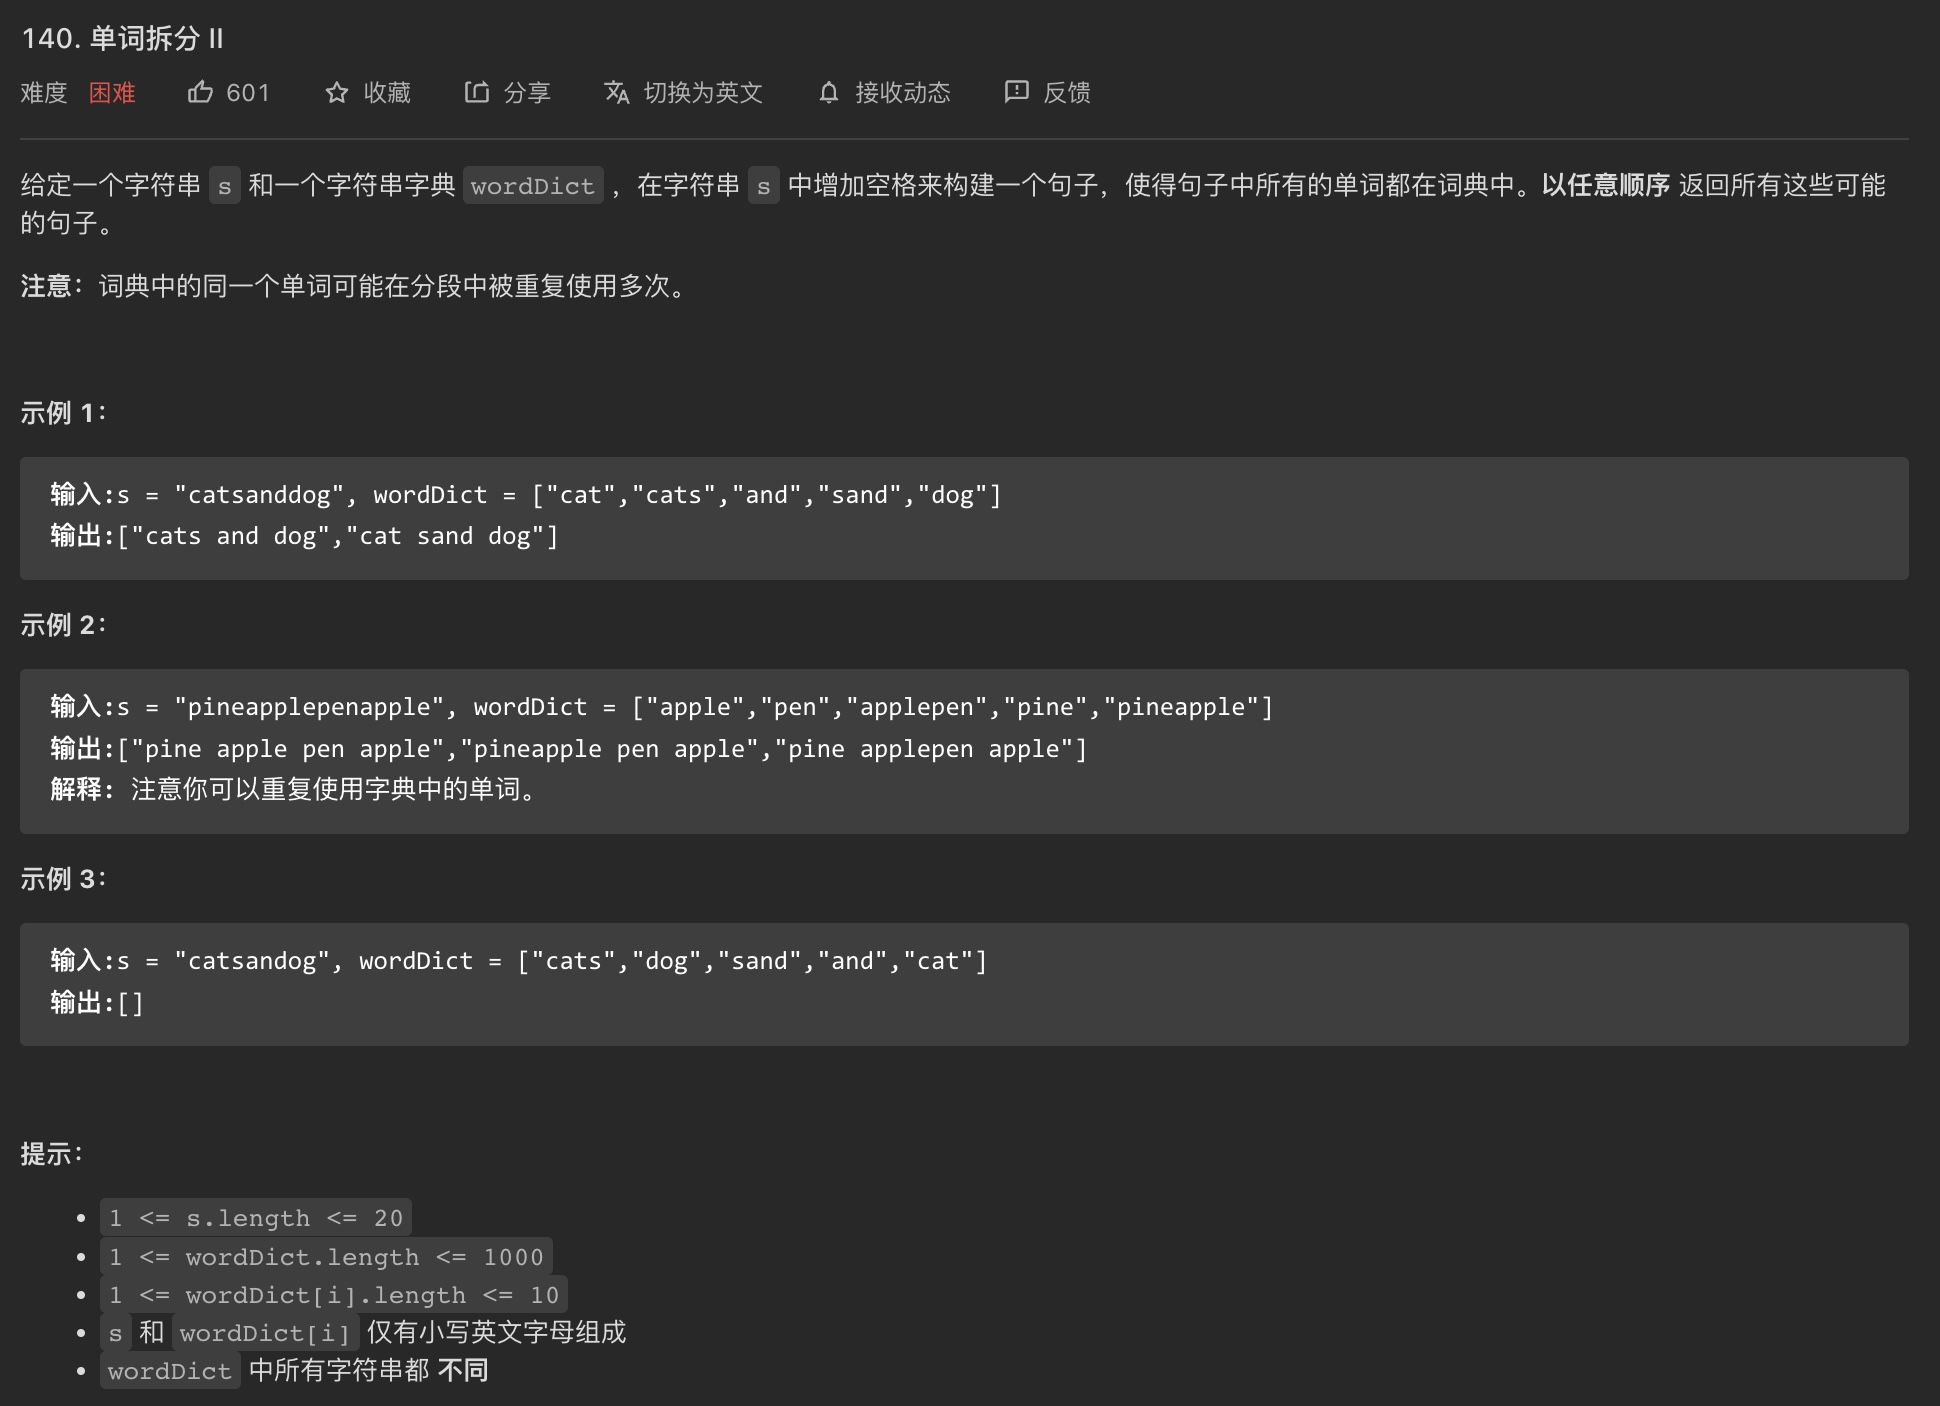 140. 单词拆分 II
难度 困难 601 收藏 分享 切换为英文 接收动态 反馈
给定一个字符串 s 和一个字符串字典 wordDict ，在字符串 s 中增加空格来构建一个句子，使得句子中所有的单词都在词典中。以任意顺序 返回所有这些可能
的句子。
注意：词典中的同一个单词可能在分段中被重复使用多次。
示例 1：
输入:s = "catsanddog", wordDict = ["cat","cats","and","sand","dog"]
输出:["cats and dog","cat sand dog"]
示例 2：
输入:s = "pineapplepenapple", wordDict = ["apple","pen","applepen","pine","pineapple"]
输出:["pine apple pen apple","pineapple pen apple","pine applepen apple"]
解释: 注意你可以重复使用字典中的单词。
示例 3：
输入:s = "catsandog", wordDict = ["cats","dog","sand","and","cat"]
输出:[]
提示：
• 1 <= s.length <= 20
• 1 <= wordDict.length <= 1000
• 1 <= wordDict[i].length <= 10
• s 和 wordDict[i] 仅有小写英文字母组成
• wordDict 中所有字符串都 不同